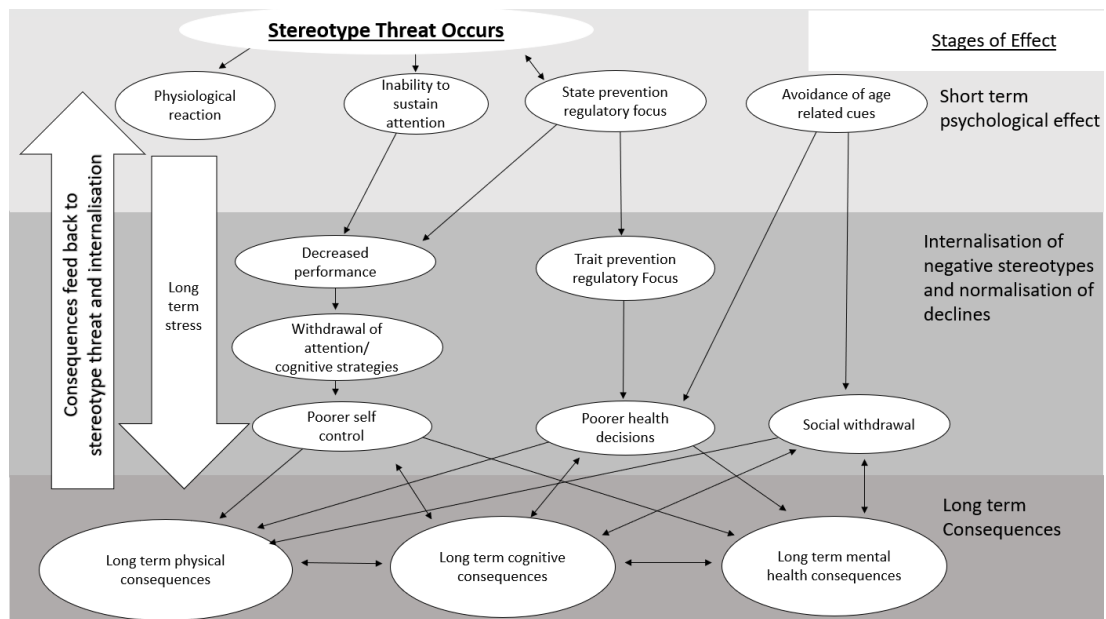 Stereotype Threat Occurs
Stages of Effect
Physiological
reaction
Inability to
sustain
attention
State prevention
regulatory focus
Avoidance of age
related cues
Short term
psychological effect
Consequences feed back to
stereotype threat and internalisation
Long
term
stress
Decreased
performance
Trait prevention
regulatory Focus
Internalisation of
negative stereotypes
and normalisation of
declines
Withdrawal of
attention/
cognitive strategies
Poorer self
control
Poorer health
decisions
Social withdrawal
Long term
Consequences
Long term physical
consequences
Long term cognitive
consequences
Long term mental
health consequences